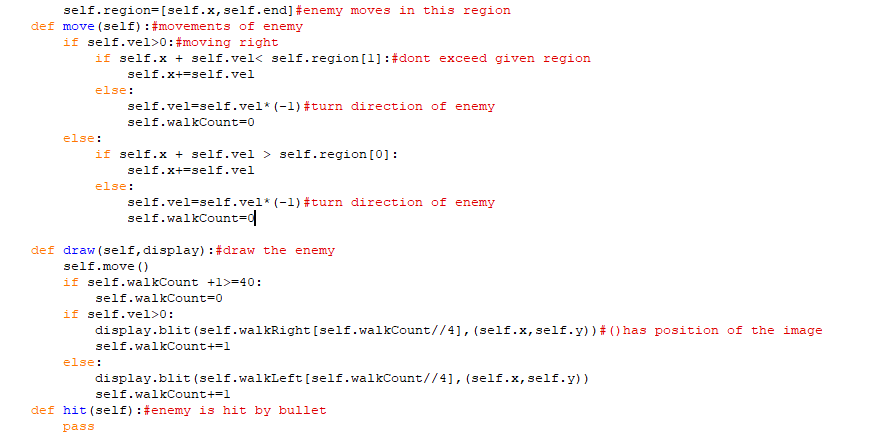 self.region=[self.x,self.end]#enemy moves in this region
def move(self):#movements of enemy
if self.vel>0:#moving right
if self.x + self.vel< self.region[1]:#dont exceed given region
self.x+=self.vel
else:
self.vel=self.vel*(-1)#turn direction of enemy
self.walkCount=0
else:
if self.x + self.vel > self.region[0]:
self.x+=self.vel
else:
self.vel=self.vel*(-1)#turn direction of enemy
self.walkCount=0
def draw(self,display):#draw the enemy
self.move()
if self.walkCount +1>=40:
self.walkCount=0
if self.vel>0:
display.blit(self.walkRight[self.walkCount//4],(self.x,self.y))#()has position of the image
self.walkCount+=1
else:
display.blit(self.walkLeft[self.walkCount//4],(self.x,self.y))
self.walkCount+=1
def hit(self):#enemy is hit by bullet
pass